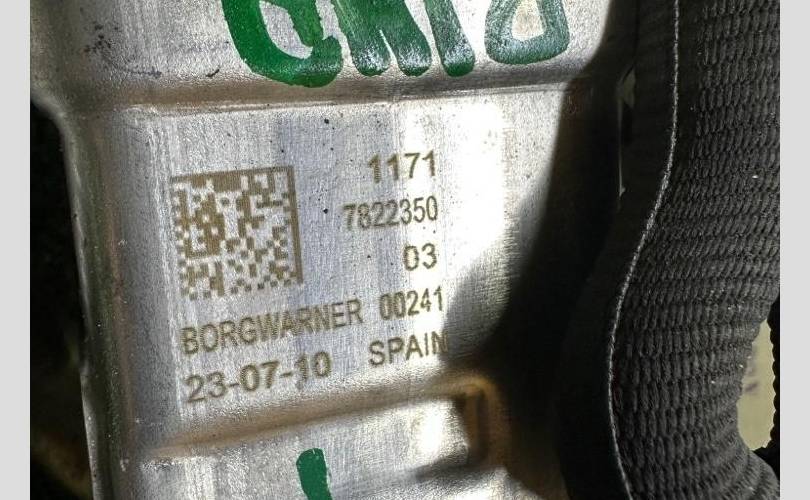 1171
7822350
03
BORGWARNER 00241
23-07-10 SPAIN